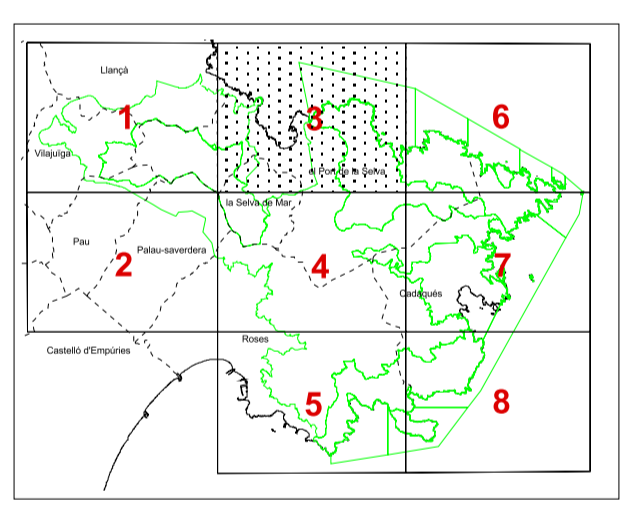 Llançà
1
3
6
Vilajuïga
el Port de la Selva
la Selva de Mar
Pau
Palau-saverdera
2
4
7
Cadaqués
Roses
Castelló d'Empúries
5
8